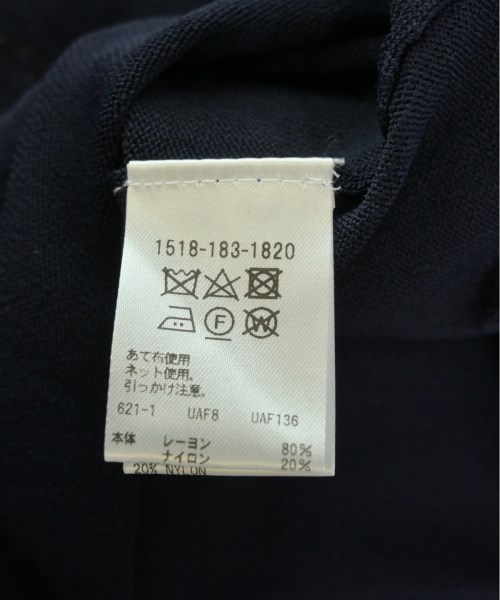 1518-183-1820
F W
あて布使用
ネット使用。
引っかけ注意。
621-1 UAF8 UAF136
本体 レーヨン 80%
ナイロン 20%
20% NYLON